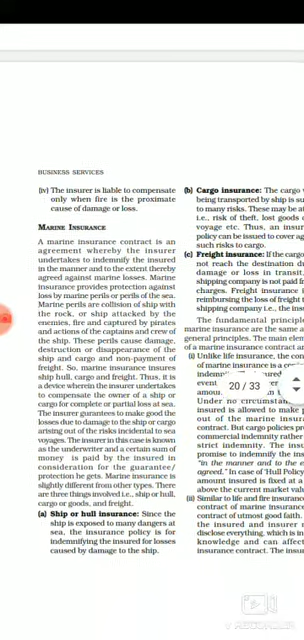 BUSINESS SERVICES
(iv) The insurer is liable to compensate
only when fire is the proximate
cause of damage or loss.
MARINE INSURANCE
A marine insurance contract is an
agreement whereby the insurer
undertakes to indemnify the insured
in the manner and to the extent thereby
agreed against marine losses. Marine
insurance provides protection against
loss by marine perils or perils of the sea.
Marine perils are collision of ship with
the rock, or ship attacked by the
enemies, fire and captured by pirates
and actions of the captains and crew of
the ship. These perils cause damage,
destruction or disappearance of the
ship and cargo and non-payment of
freight. So, marine insurance insures
ship hull, cargo and freight. Thus, it is
a device wherein the insurer undertakes
to compensate the owner of a ship or
cargo for complete or partial loss at sea.
The insurer gurantees to make good the
losses due to damage to the ship or cargo
arising out of the risks incidental to sea
voyages. The insurer in this case is known
as the underwriter and a certain sum of
money is paid by the insured in
consideration for the guarantee/
protection he gets. Marine insurance is
slightly different from other types. There
are three things involved i.e., ship or hull,
cargo or goods, and freight.
(a) Ship or hull insurance: Since
the ship is exposed to many dangers at
sea, the insurance policy is for
indemnifying the insured for losses
caused by damage to the ship.
(b) Cargo insurance: The cargo
being transported by ship is su
to many risks. These may be at
i.e., risk of theft, lost goods o
voyage etc. Thus, an insur
policy can be issued to cover ag
such risks to cargo.
(c) Freight insurance: If the cargo
not reach the destination du
damage or loss in transit,
shipping company is not paid f
charges. Freight insurance i
reimbursing the loss of freight t
shipping company i.e., the ins
The fundamental principle
marine insurance are the same a
general principles. The main elem
of a marine insurance contract ar
(i) Unlike life insurance, the con
of marine insurance is a con
indemn
event
amoun
Under no circumstan
insured is allowed to make p
out of the marine insur
contract. But cargo policies pro
commercial indemnity rather
strict indemnity. The insur
promise to indemnify the ins
"in the manner and to the e
agreed." In case of 'Hull Policy
amount insured is fixed at a
above the current market valu
(ii) Similar to life and fire insuranc
contract of marine insuranc
contract of utmost good faith.
the insured and insurer m
disclose everything, which is in
knowledge and can affect
insurance contract. The insur
20 / 33